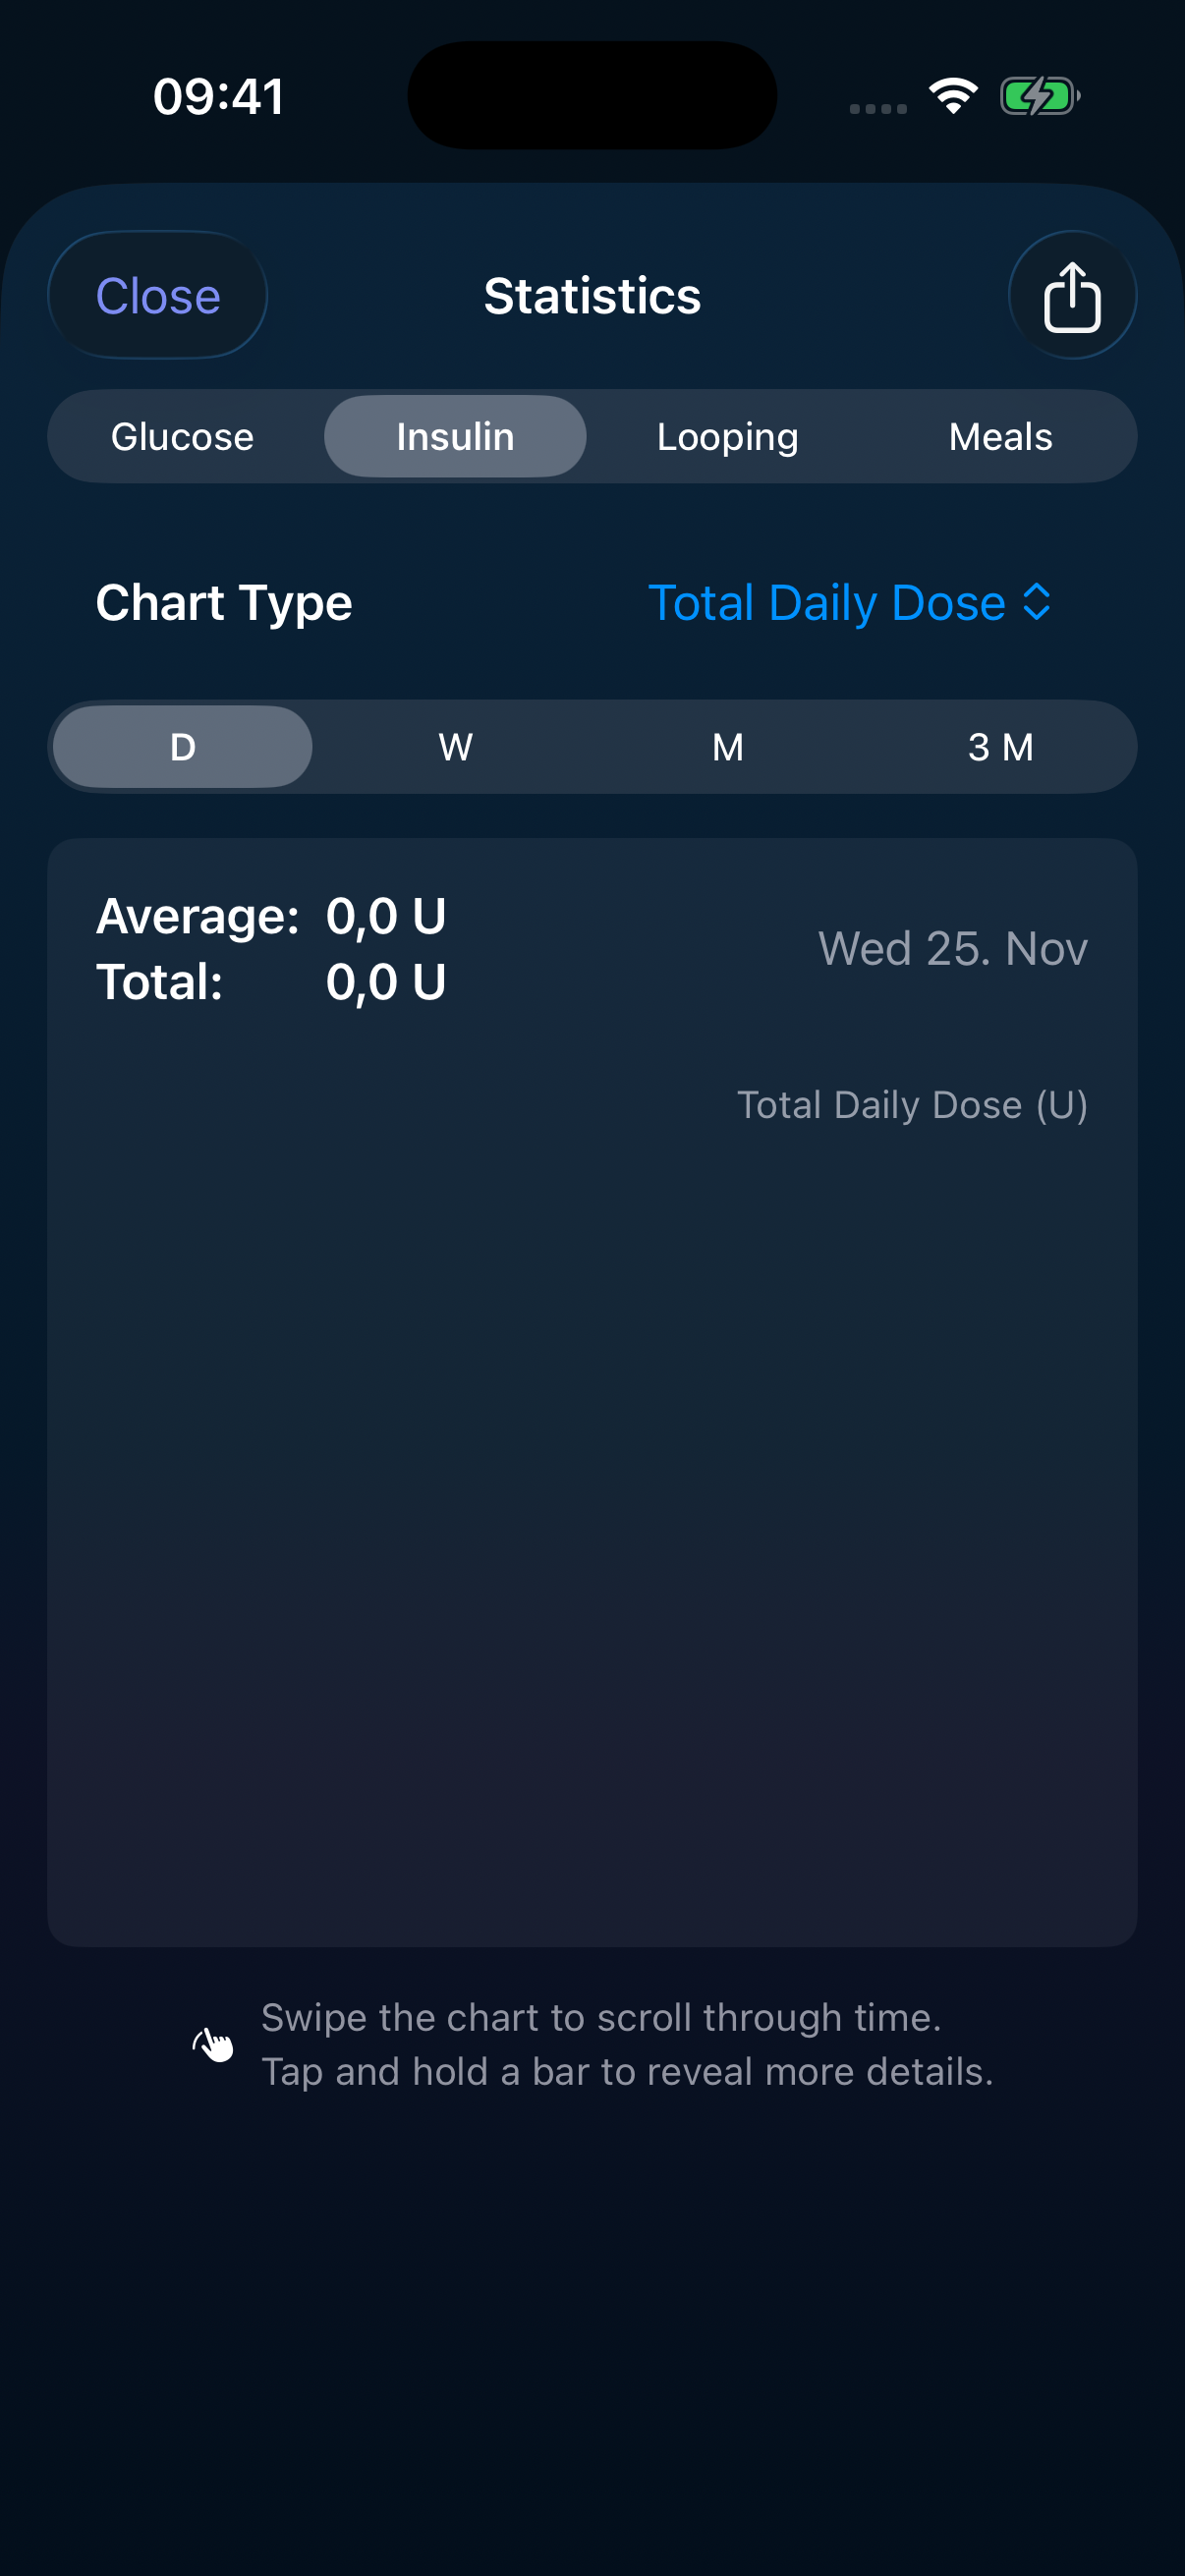 09:41
Close
Statistics
Glucose
Insulin
Looping
Meals
Chart Type
Total Daily Dose
D
W
M
3 M
Average: 0,0 U
Total: 0,0 U
Wed 25. Nov
Total Daily Dose (U)
Swipe the chart to scroll through time.
Tap and hold a bar to reveal more details.